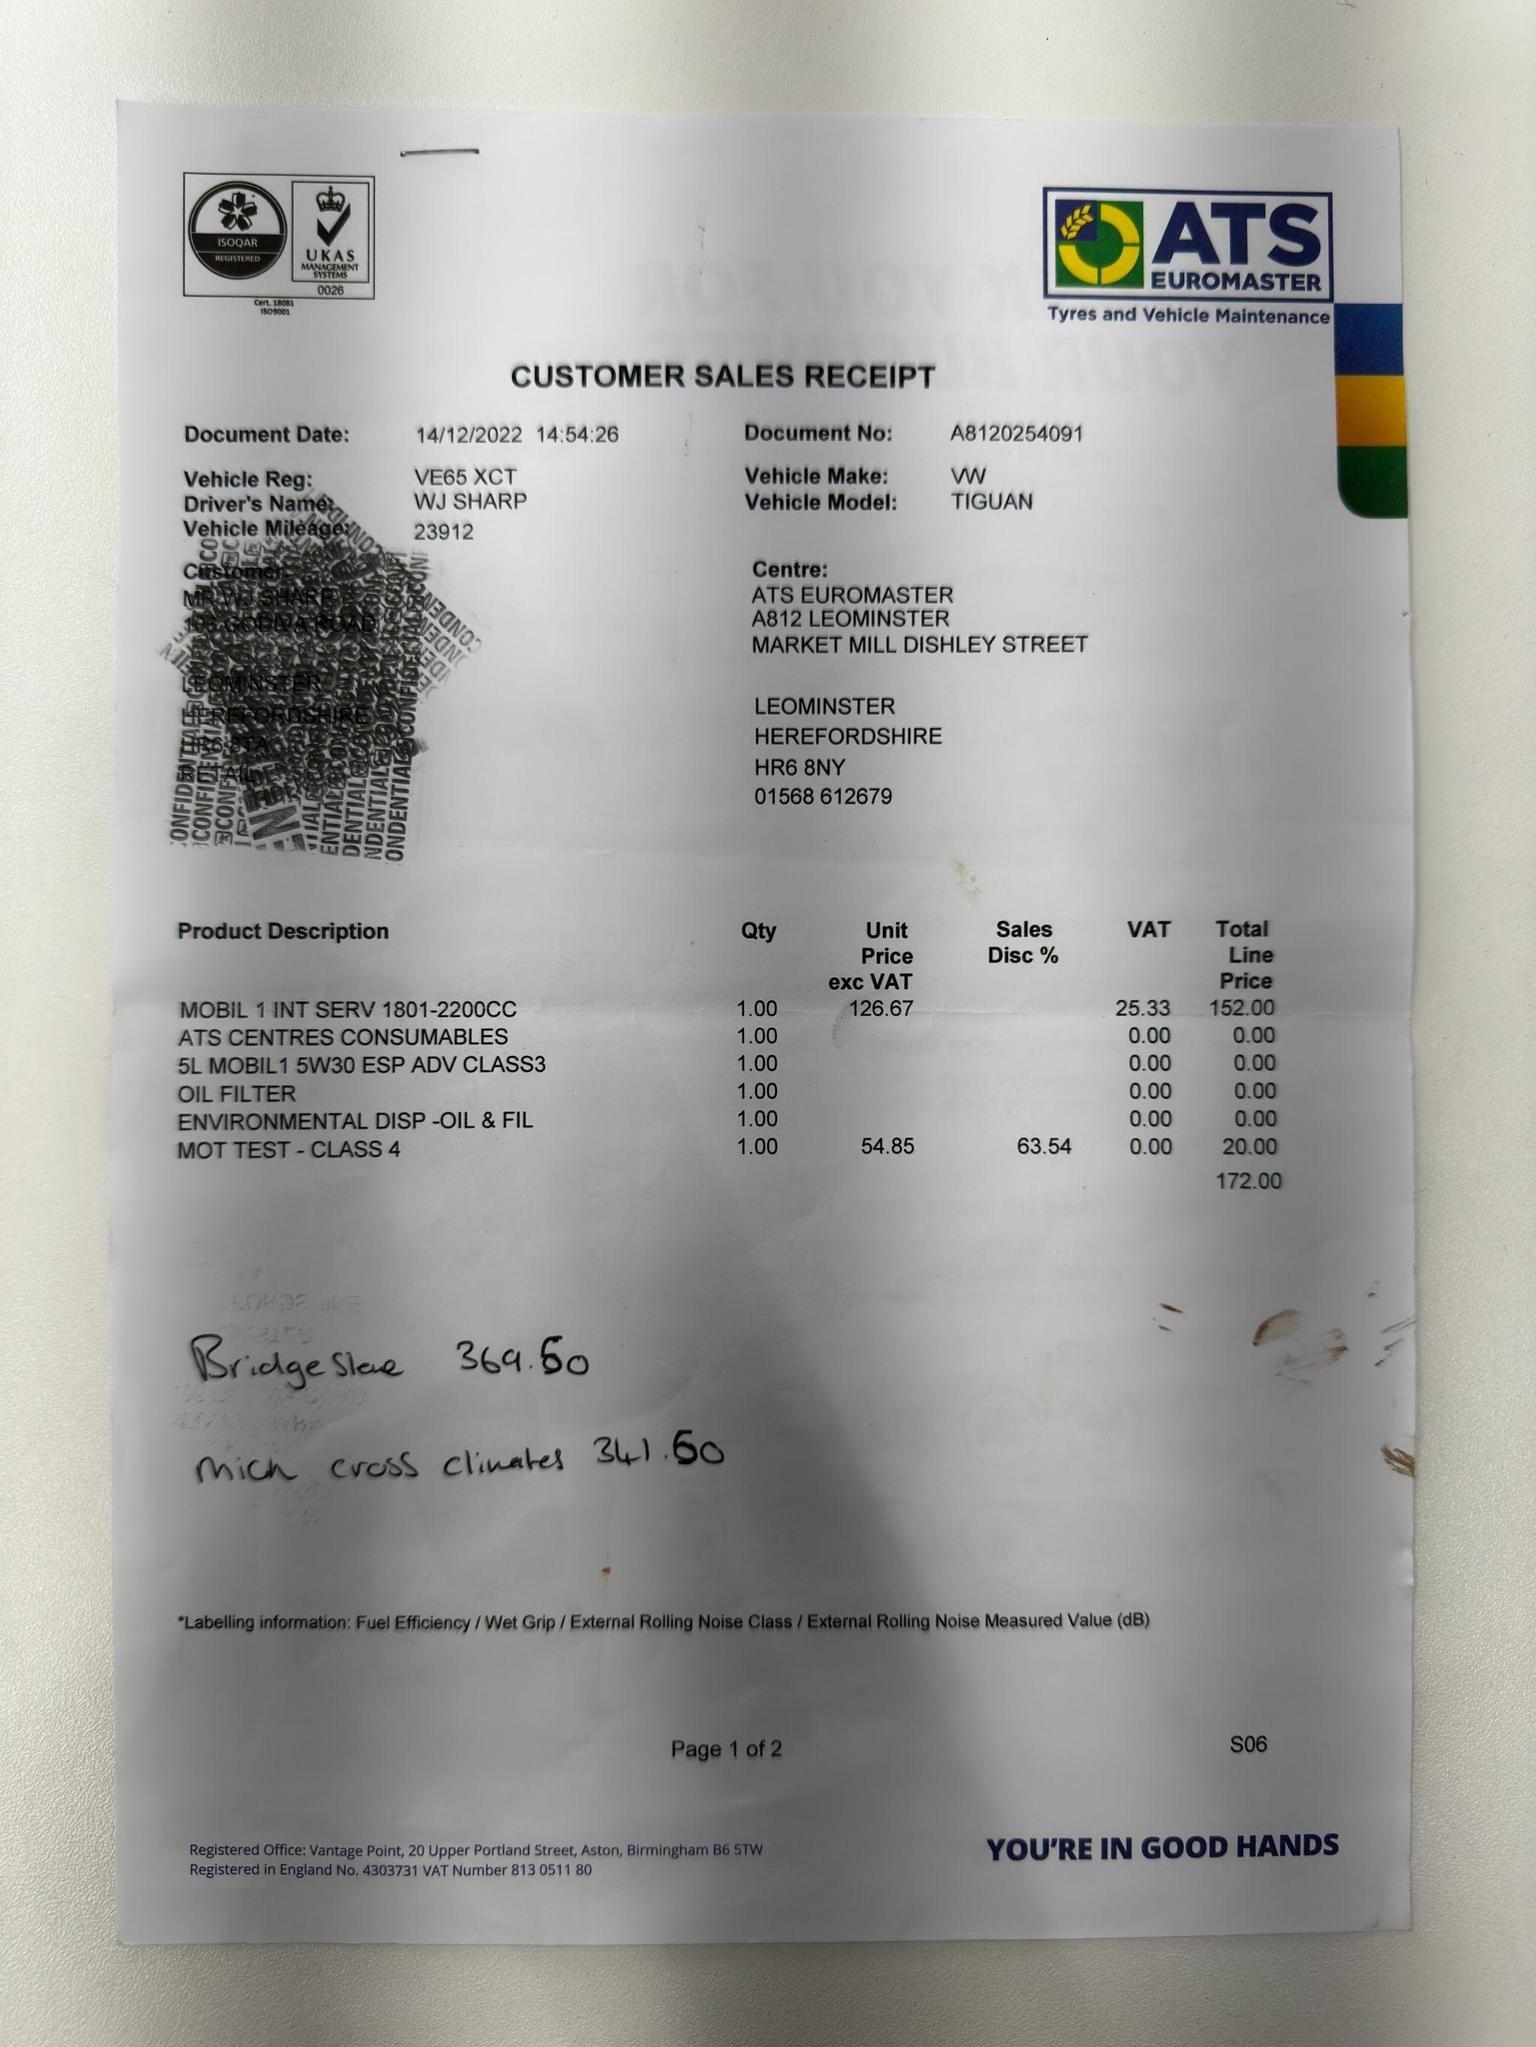 ISOQAR
REGISTERED
UKAS
MANAGEMENT
SYSTEMS
0026
Cert. 18081
ISO9001
ATS
EUROMASTER
Tyres and Vehicle Maintenance
CUSTOMER SALES RECEIPT
Document Date: 14/12/2022 14:54:26 Document No: A8120254091
Vehicle Reg: VE65 XCT Vehicle Make: VW
Driver's Name: WJ SHARP Vehicle Model: TIGUAN
Vehicle Mileage: 23912
Customer:
Centre:
ATS EUROMASTER
A812 LEOMINSTER
MARKET MILL DISHLEY STREET
LEOMINSTER
HEREFORDSHIRE
HR6 8NY
01568 612679
Product Description Qty Unit Price exc VAT Sales Disc % VAT Total Line Price
MOBIL 1 INT SERV 1801-2200CC 1.00 126.67 25.33 152.00
ATS CENTRES CONSUMABLES 1.00 0.00 0.00
5L MOBIL1 5W30 ESP ADV CLASS3 1.00 0.00 0.00
OIL FILTER 1.00 0.00 0.00
ENVIRONMENTAL DISP -OIL & FIL 1.00 0.00 0.00
MOT TEST - CLASS 4 1.00 54.85 63.54 0.00 20.00
172.00
369.50
Mich cross climates 341.50
*Labelling information: Fuel Efficiency / Wet Grip / External Rolling Noise Class / External Rolling Noise Measured Value (dB)
Page 1 of 2 S06
Registered Office: Vantage Point, 20 Upper Portland Street, Aston, Birmingham B6 5TW
Registered in England No. 4303731 VAT Number 813 0511 80
YOU'RE IN GOOD HANDS